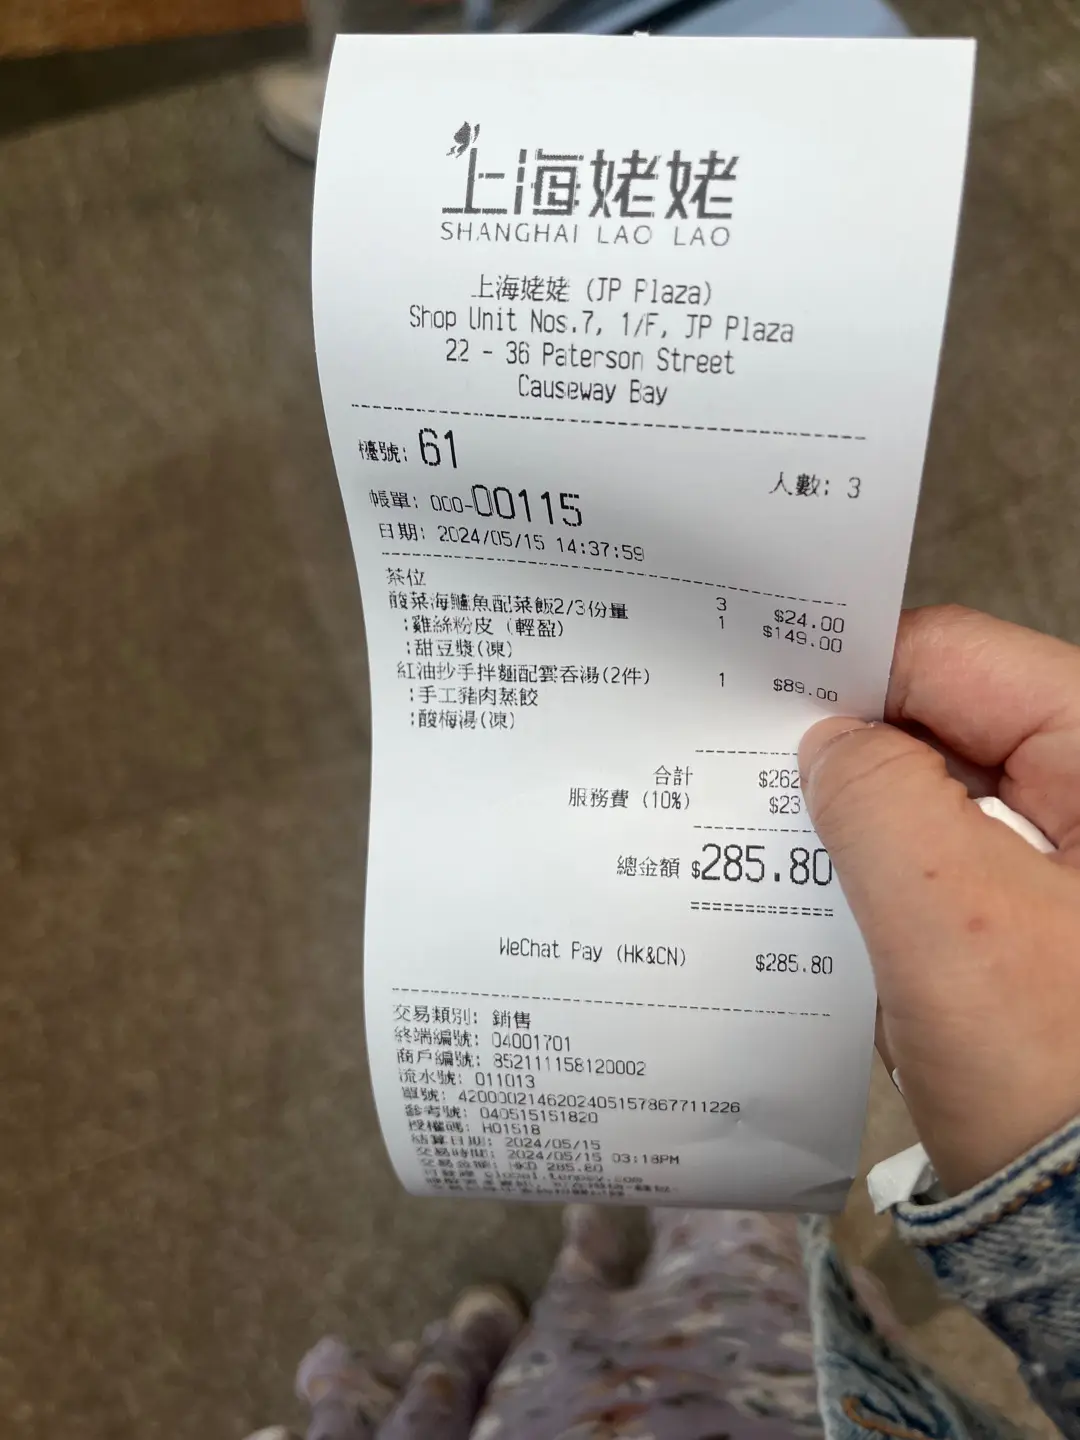 上海姥姥
SHANGHAI LAO LAO
上海姥姥 (JP Plaza)
Shop Unit Nos.7, 1/F, JP Plaza
22 - 36 Paterson Street
Causeway Bay
檯號: 61 人數: 3
帳單: 000-00115
日期: 2024/05/15 14:37:59
茶位 3 $24.00
酸菜海鱸魚配菜飯2/3份量 1 $149.00
:雞絲粉皮 (輕盈)
:甜豆漿(凍)
紅油抄手拌麵配雲吞湯(2件) 1 $89.00
:手工豬肉蒸餃
:酸梅湯(凍)
合計 $262
服務費 (10%) $23
總金額 $285.80
WeChat Pay (HK&CN) $285.80
交易類別: 銷售
終端編號: 04001701
商戶編號: 852111158120002
流水號: 011013
單號: 4200002146202405157867711226
參考號: 040515151820
授權碼: H01518
結算日期: 2024/05/15
交易時間: 2024/05/15 03:18PM
交易金額: HKD 285.80